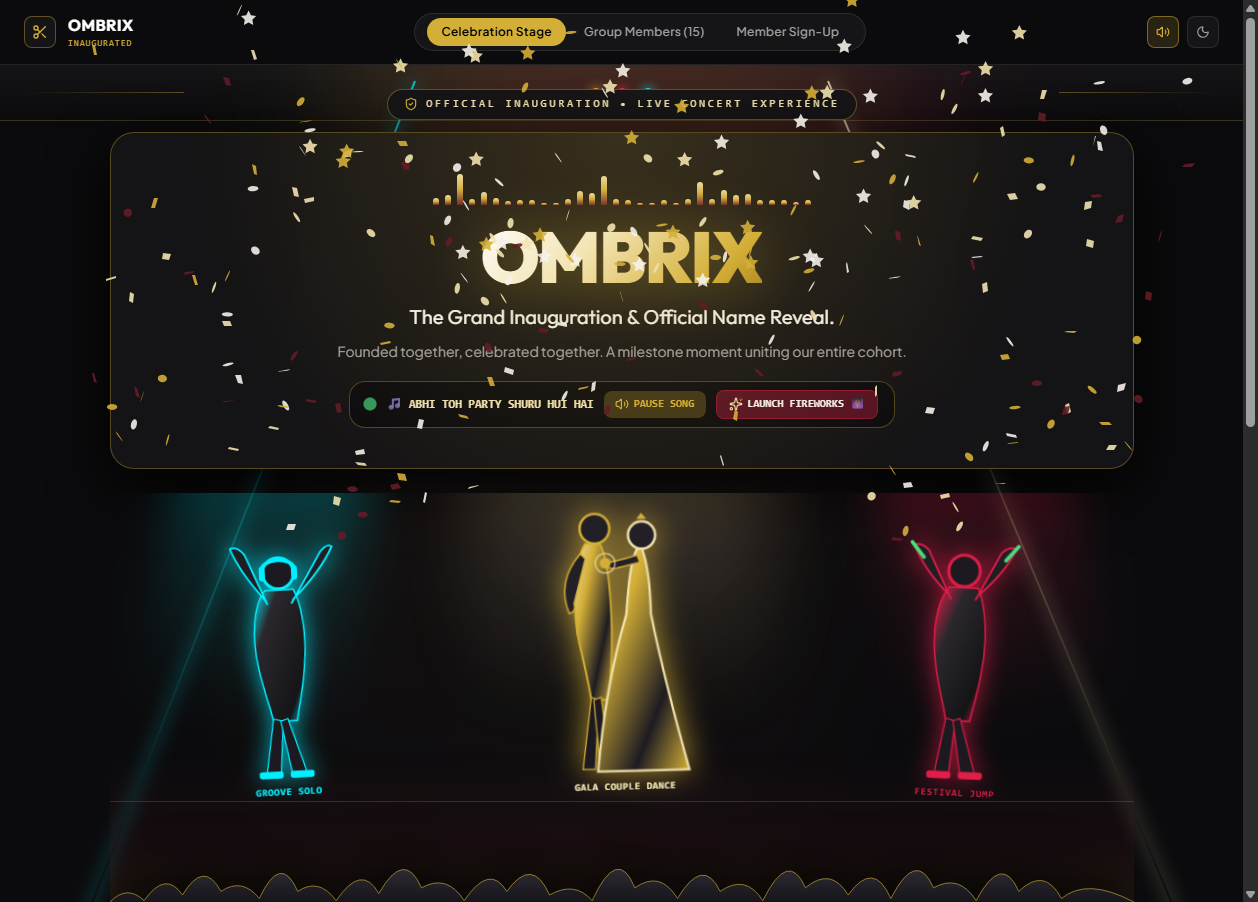 OMBRIX
INAUGURATED
Celebration Stage
Group Members (15)
Member Sign-Up
OFFICIAL INAUGURATION • LIVE CONCERT EXPERIENCE
OMBRIX
The Grand Inauguration & Official Name Reveal.
Founded together, celebrated together. A milestone moment uniting our entire cohort.
ABHI TOH PARTY SHURU HUI HAI
PAUSE SONG
LAUNCH FIREWORKS
GROOVE SOLO
GALA COUPLE DANCE
FESTIVAL JUMP